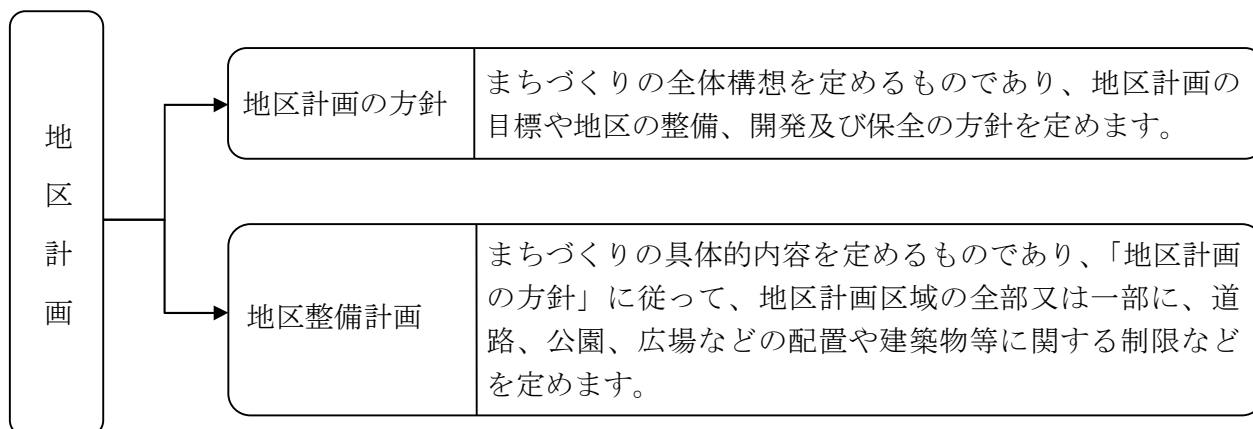 地区計画
地区計画の方針
まちづくりの全体構想を定めるものであり、地区計画の
目標や地区の整備、開発及び保全の方針を定めます。
地区整備計画
まちづくりの具体的内容を定めるものであり、「地区計画
の方針」に従って、地区計画区域の全部又は一部に、道
路、公園、広場などの配置や建築物等に関する制限など
を定めます。